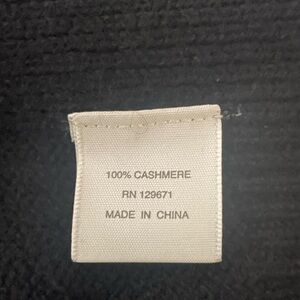 100% CASHMERE
RN 129671
MADE IN CHINA